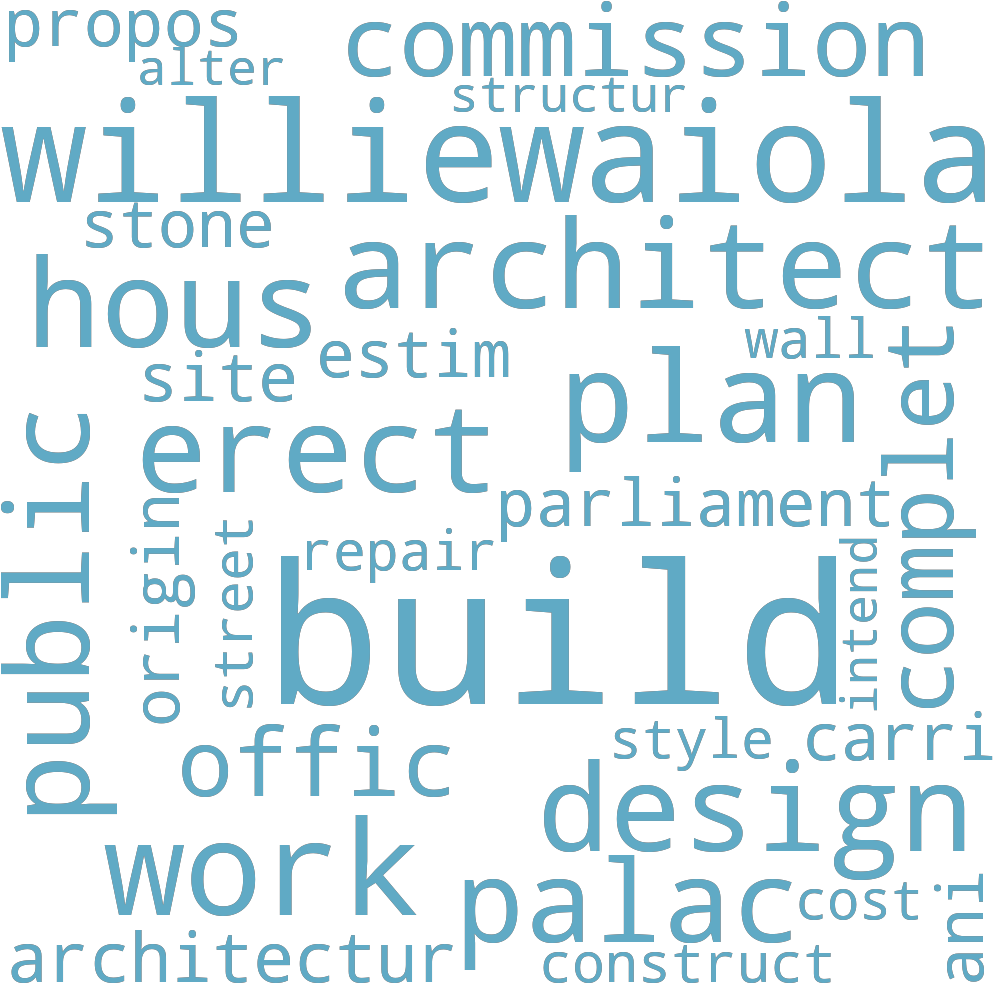 propos
commission
alter
structur
williewaiola
stone
architect
hous
wall
estim
site
complet
plan
public
erect
parliament
origin
street
repair
intend
build
style
carri
offic
design
work
palac
cost
ani
architectur
construct